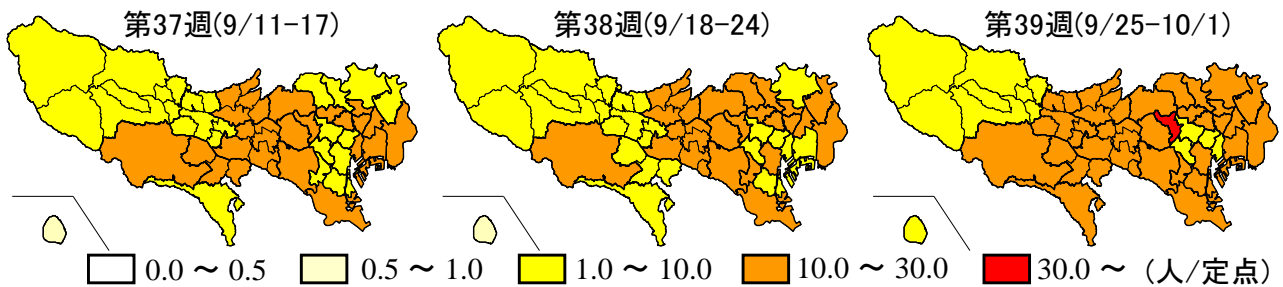 第37週(9/11-17) 第38週(9/18-24) 第39週(9/25-10/1)
0.0 ～ 0.5 0.5 ～ 1.0 1.0 ～ 10.0 10.0 ～ 30.0 30.0 ～ (人/定点)